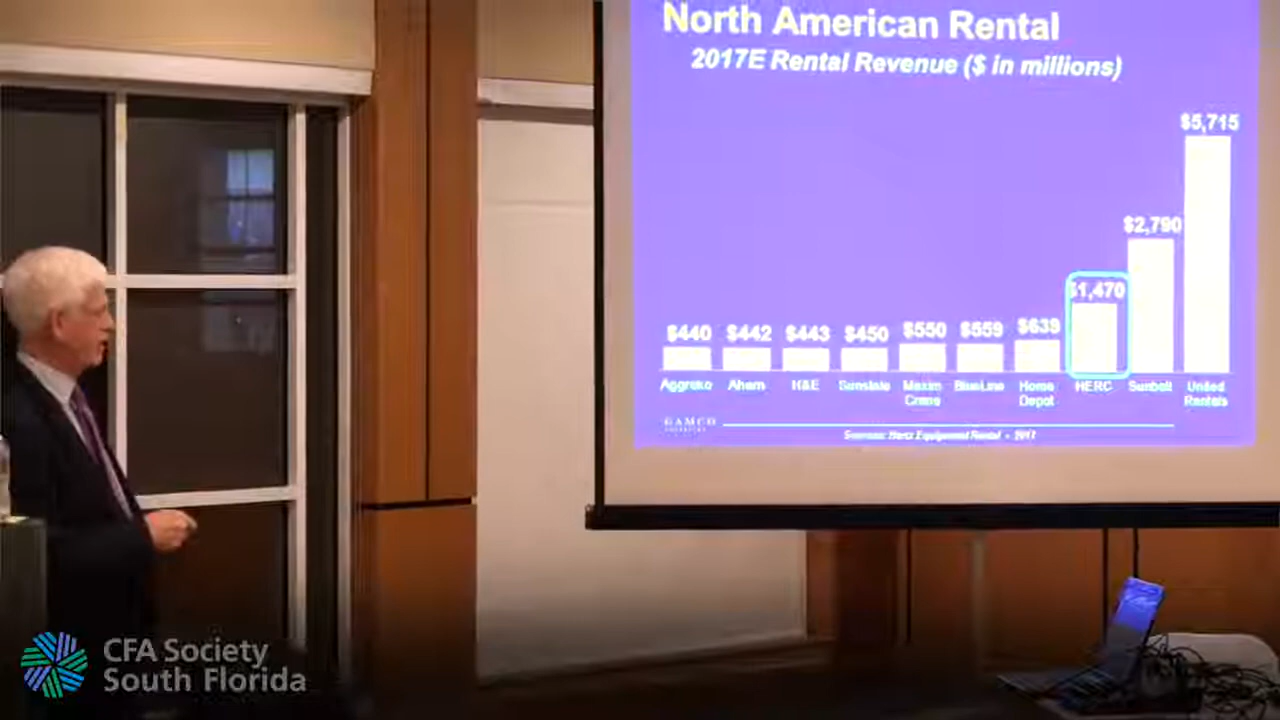 North American Rental
2017E Rental Revenue ($ in millions)
$440 $442 $443 $450 $550 $559 $639 $1,470 $2,790 $5,715
Aggreko Ahern H&E Sunstate Maxim Crane BlueLine Home Depot HERC Sunbelt United Rentals
GAMCO
Sources: Hertz Equipment Rental - 2017
CFA Society
South Florida